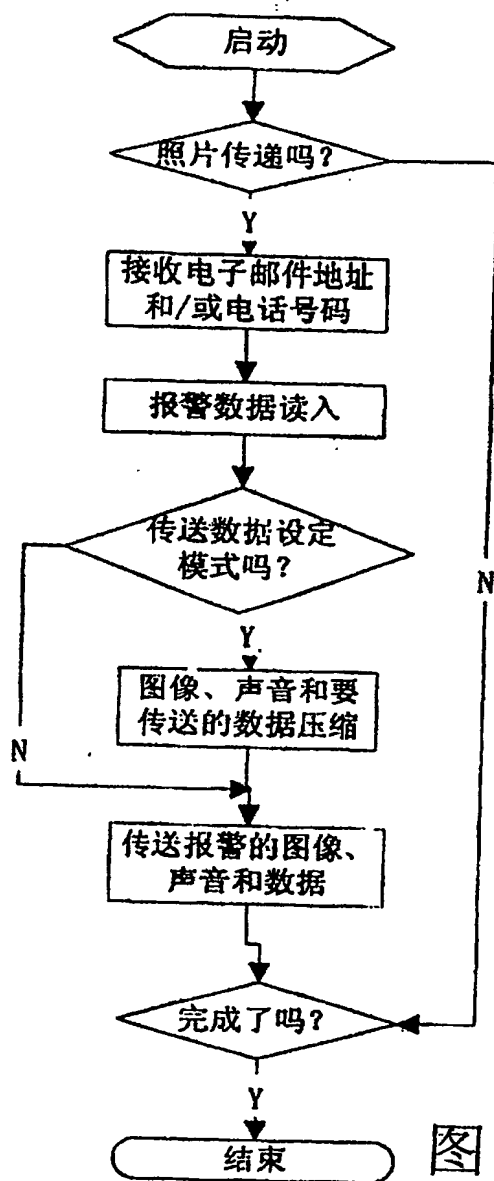 启动
照片传递吗?
Y
接收电子邮件地址
和/或电话号码
报警数据读入
传送数据设定
模式吗?
N
Y
图像、声音和要
传送的数据压缩
N
传送报警的图像、
声音和数据
完成了吗?
Y
结束
图